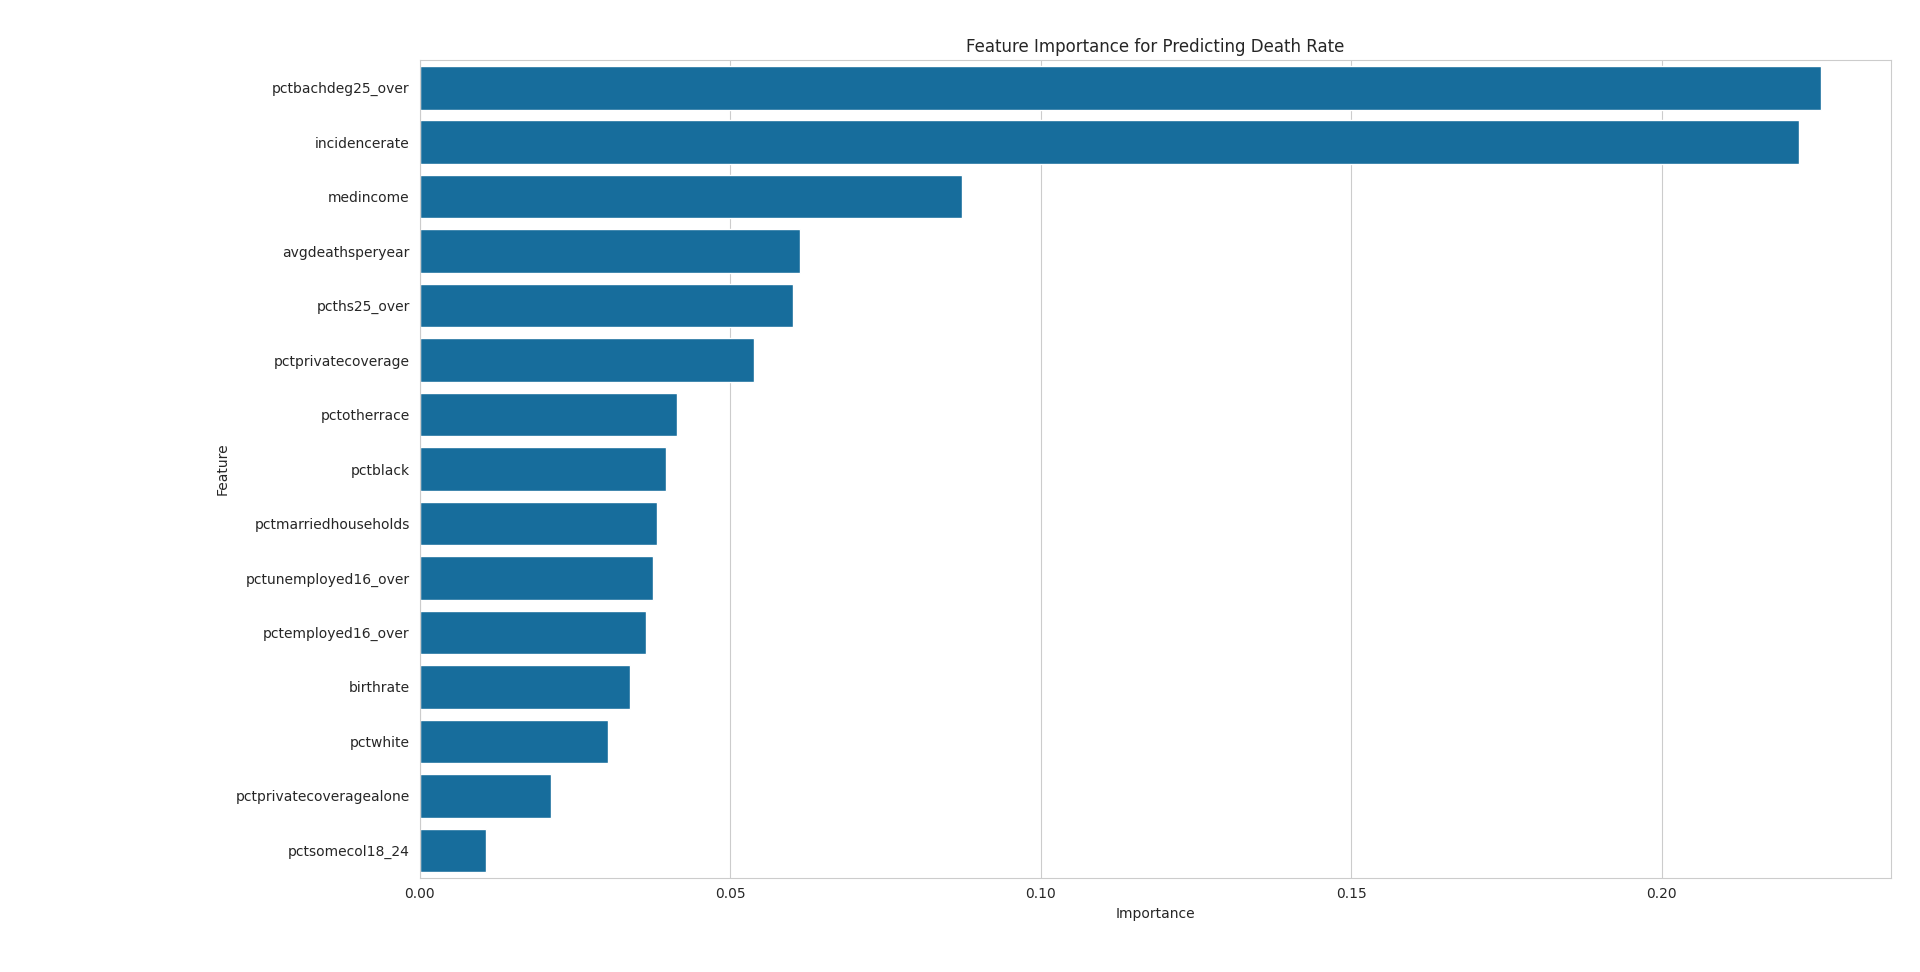 Feature Importance for Predicting Death Rate
pctbachdeg25_over
incidencerate
medincome
avgdeathsperyear
pcths25_over
pctprivatecoverage
pctotherrace
pctblack
pctmarriedhouseholds
pctunemployed16_over
pctemployed16_over
birthrate
pctwhite
pctprivatecoveragealone
pctsomecol18_24
Feature
0.00 0.05 0.10 0.15 0.20
Importance